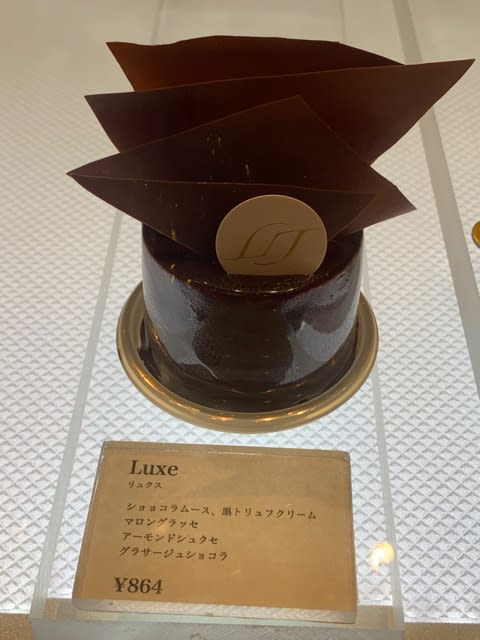 Luxe
リュクス
ショョコラムース、黒トリュフクリーム
マロングラッセ
アーモンドシュクセ
グラサージュショコラ
¥864